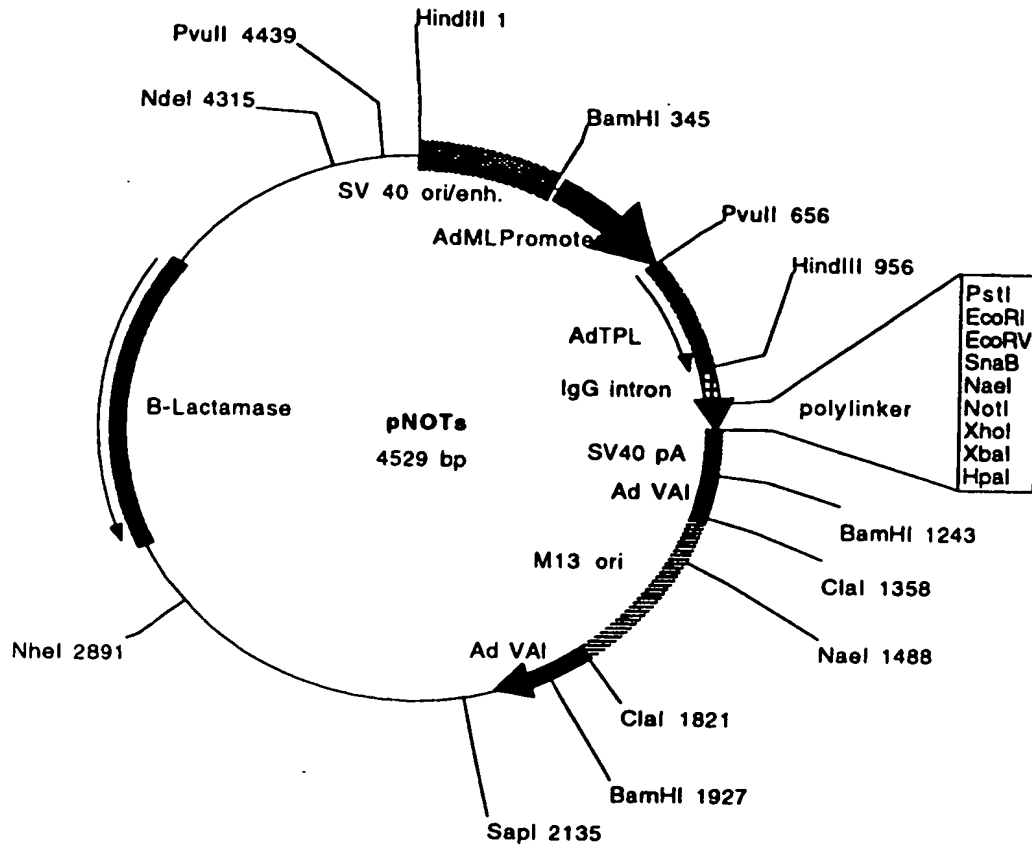 HindIII 1
PvuII 4439
NdeI 4315
BamHI 345
SV 40 ori/enh.
AdMLPromote
PvuII 656
HindIII 956
PstI
EcoRI
EcoRV
SnaB
NaeI
NotI
XhoI
XbaI
HpaI
AdTPL
IgG intron
polylinker
B-Lactamase
pNOTs
4529 bp
SV40 pA
Ad VAI
BamHI 1243
M13 ori
ClaI 1358
NheI 2891
Ad VAI
NaeI 1488
ClaI 1821
BamHI 1927
SapI 2135